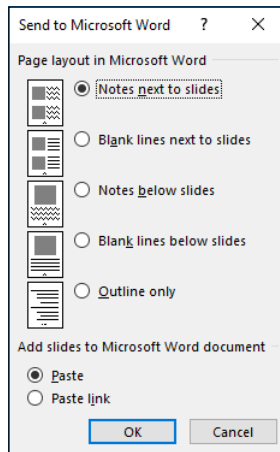 Send to Microsoft Word ?
Page layout in Microsoft Word
Notes next to slides
Blank lines next to slides
Notes below slides
Blank lines below slides
Outline only
Add slides to Microsoft Word document
Paste
Paste link
OK Cancel